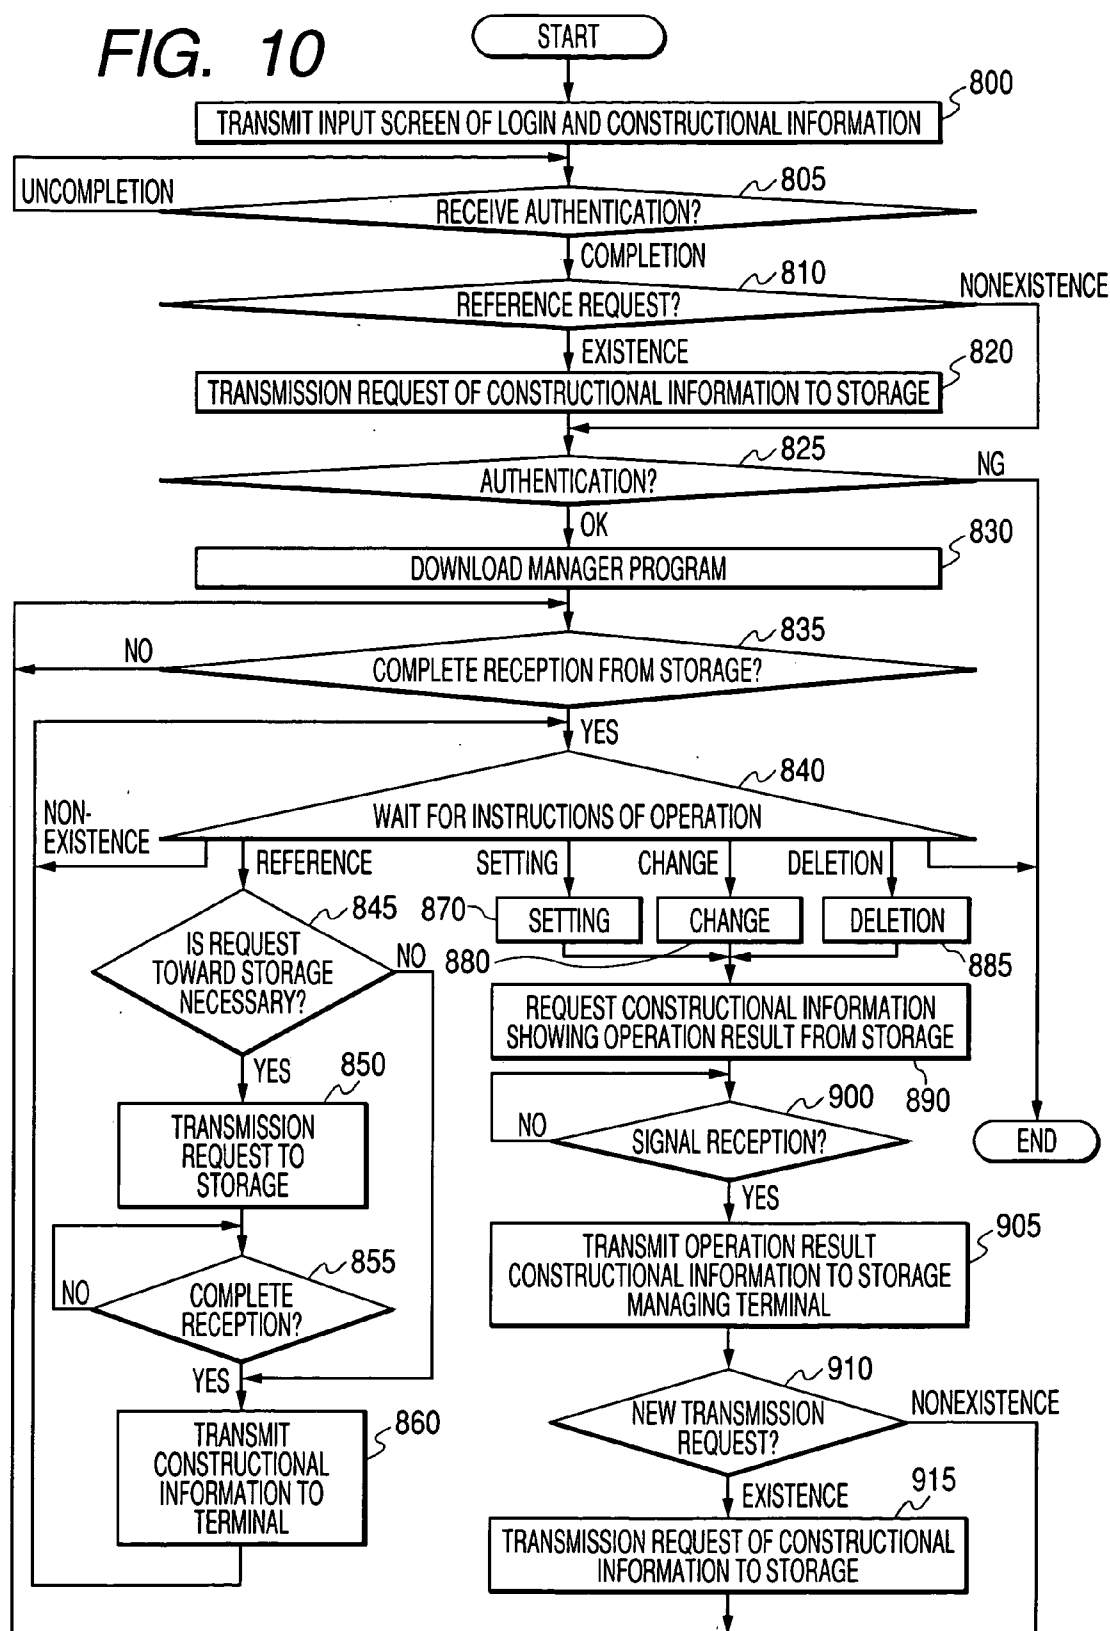 FIG. 10
START
800
TRANSMIT INPUT SCREEN OF LOGIN AND CONSTRUCTIONAL INFORMATION
UNCOMPLETION
805
RECEIVE AUTHENTICATION?
COMPLETION
810
NONEXISTENCE
REFERENCE REQUEST?
EXISTENCE
820
TRANSMISSION REQUEST OF CONSTRUCTIONAL INFORMATION TO STORAGE
825
NG
AUTHENTICATION?
OK
830
DOWNLOAD MANAGER PROGRAM
835
NO
COMPLETE RECEPTION FROM STORAGE?
YES
840
WAIT FOR INSTRUCTIONS OF OPERATION
NON-
EXISTENCE
REFERENCE
SETTING
CHANGE
DELETION
845
IS REQUEST
TOWARD STORAGE
NECESSARY?
NO
YES
850
TRANSMISSION
REQUEST TO
STORAGE
855
NO
COMPLETE
RECEPTION?
YES
860
TRANSMIT
CONSTRUCTIONAL
INFORMATION TO
TERMINAL
870
SETTING
CHANGE
DELETION
880
885
REQUEST CONSTRUCTIONAL INFORMATION
SHOWING OPERATION RESULT FROM STORAGE
890
900
NO
SIGNAL RECEPTION?
END
YES
905
TRANSMIT OPERATION RESULT
CONSTRUCTIONAL INFORMATION TO STORAGE
MANAGING TERMINAL
910
NONEXISTENCE
NEW TRANSMISSION
REQUEST?
EXISTENCE
915
TRANSMISSION REQUEST OF CONSTRUCTIONAL
INFORMATION TO STORAGE